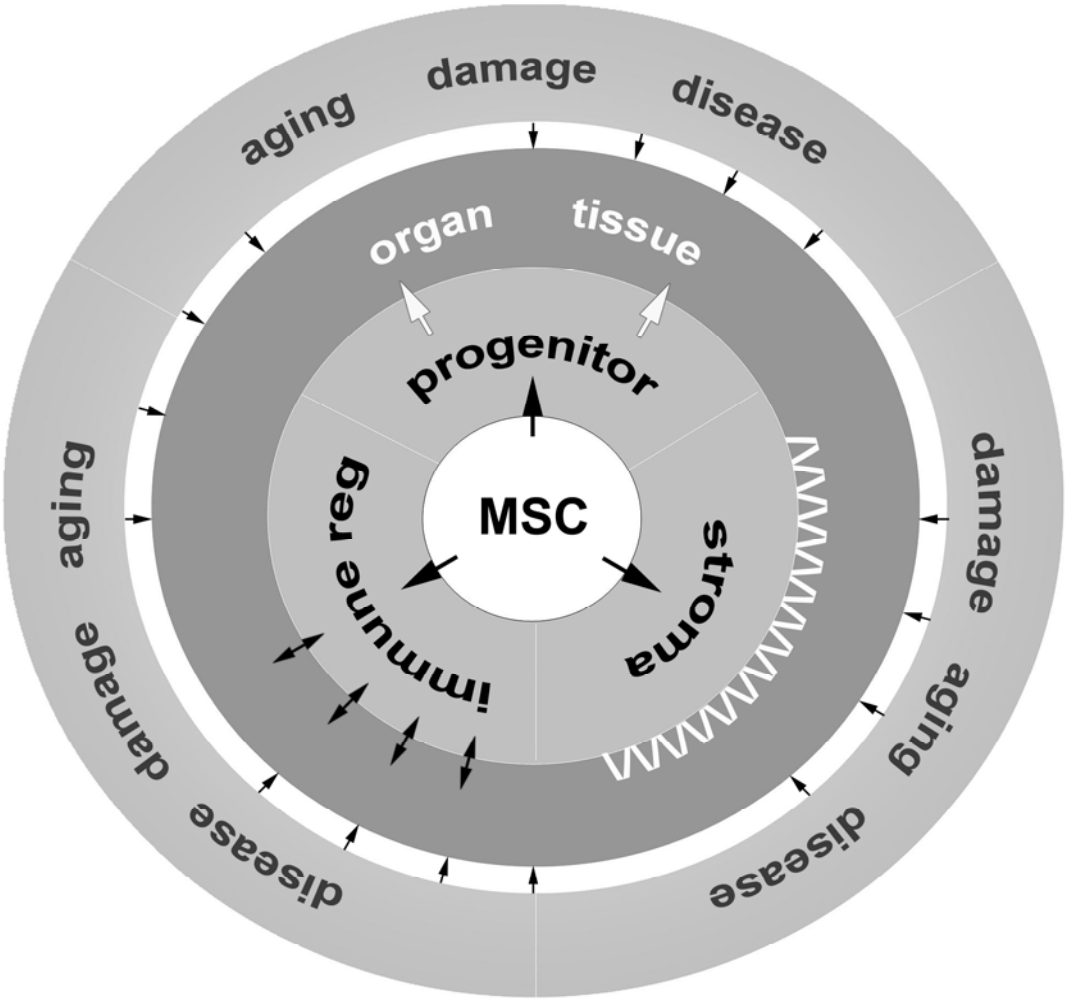 aging damage disease
organ tissue
progenitor
MSC
immune reg
stroma
aging damage disease
damage aging disease